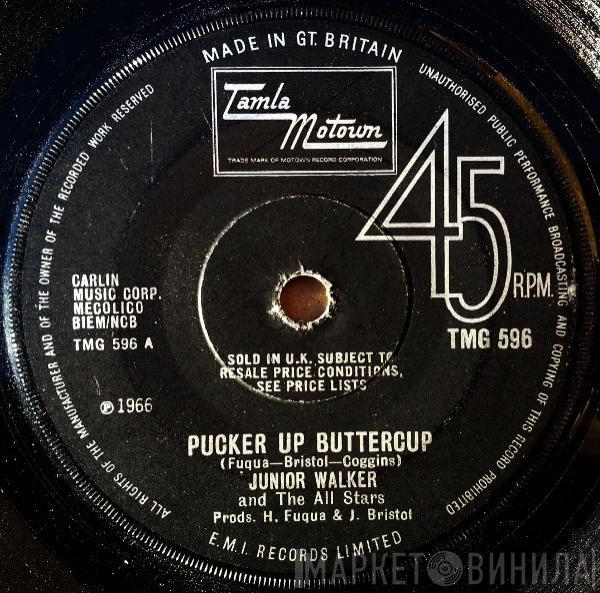 MADE IN GT. BRITAIN
UNAUTHORISED PUBLIC PERFORMANCE BROADCASTING AND COPYING OF THIS RECORD PROHIBITED
ALL RIGHTS OF THE MANUFACTURER AND OF THE OWNER OF THE RECORDED WORK RESERVED
Tamla
Motown
TRADE MARK OF MOTOWN RECORD CORPORATION
45
R.P.M.
TMG 596
CARLIN
MUSIC CORP.
MECOLICO
BIEM/NCB
TMG 596 A
SOLD IN U.K. SUBJECT TO
RESALE PRICE CONDITIONS,
SEE PRICE LISTS
℗ 1966
PUCKER UP BUTTERCUP
(Fuqua—Bristol—Coggins)
JUNIOR WALKER
and The All Stars
Prods. H. Fuqua & J. Bristol
E.M.I. RECORDS LIMITED
МАРКЕТ ВИНИЛА